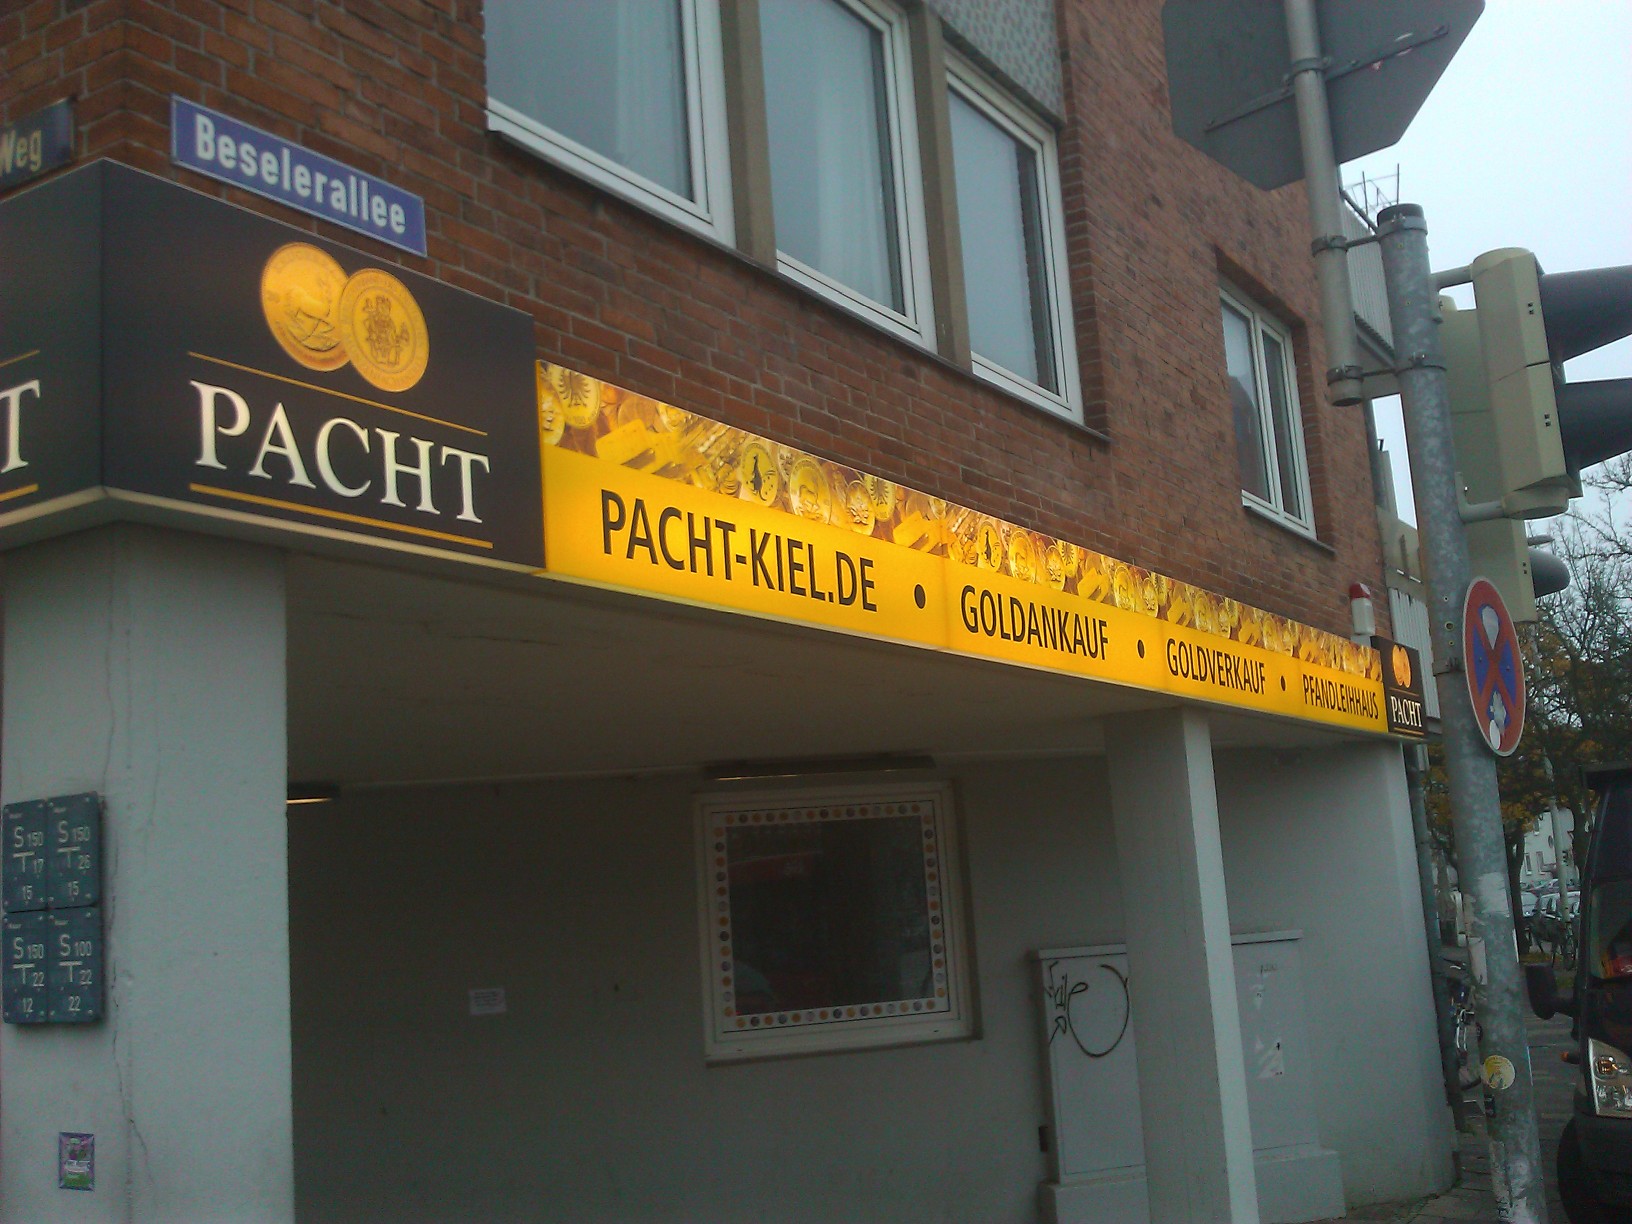 Weg
Beselerallee
T
PACHT
PACHT-KIEL.DE • GOLDANKAUF • GOLDVERKAUF • PFANDLEIHHAUS
PACHT
S 150
T 17
15
S 150
T 25
15
S 150
T 22
12
S 100
T 22
22